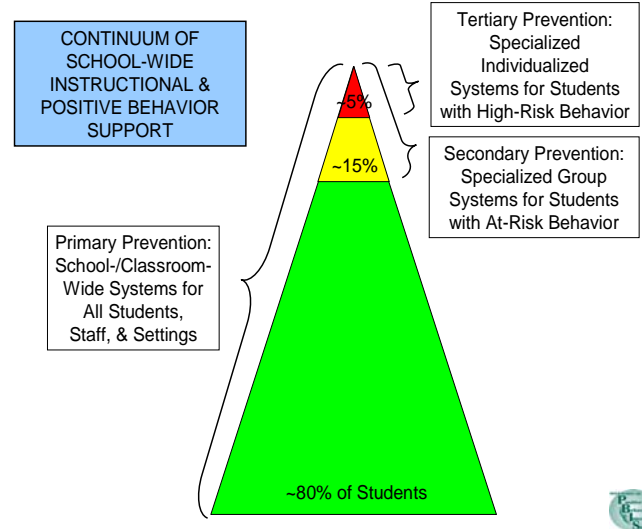 CONTINUUM OF
SCHOOL-WIDE
INSTRUCTIONAL &
POSITIVE BEHAVIOR
SUPPORT
Tertiary Prevention:
Specialized
Individualized
Systems for Students
with High-Risk Behavior
~5%
~15%
Secondary Prevention:
Specialized Group
Systems for Students
with At-Risk Behavior
Primary Prevention:
School-/Classroom-
Wide Systems for
All Students,
Staff, & Settings
~80% of Students